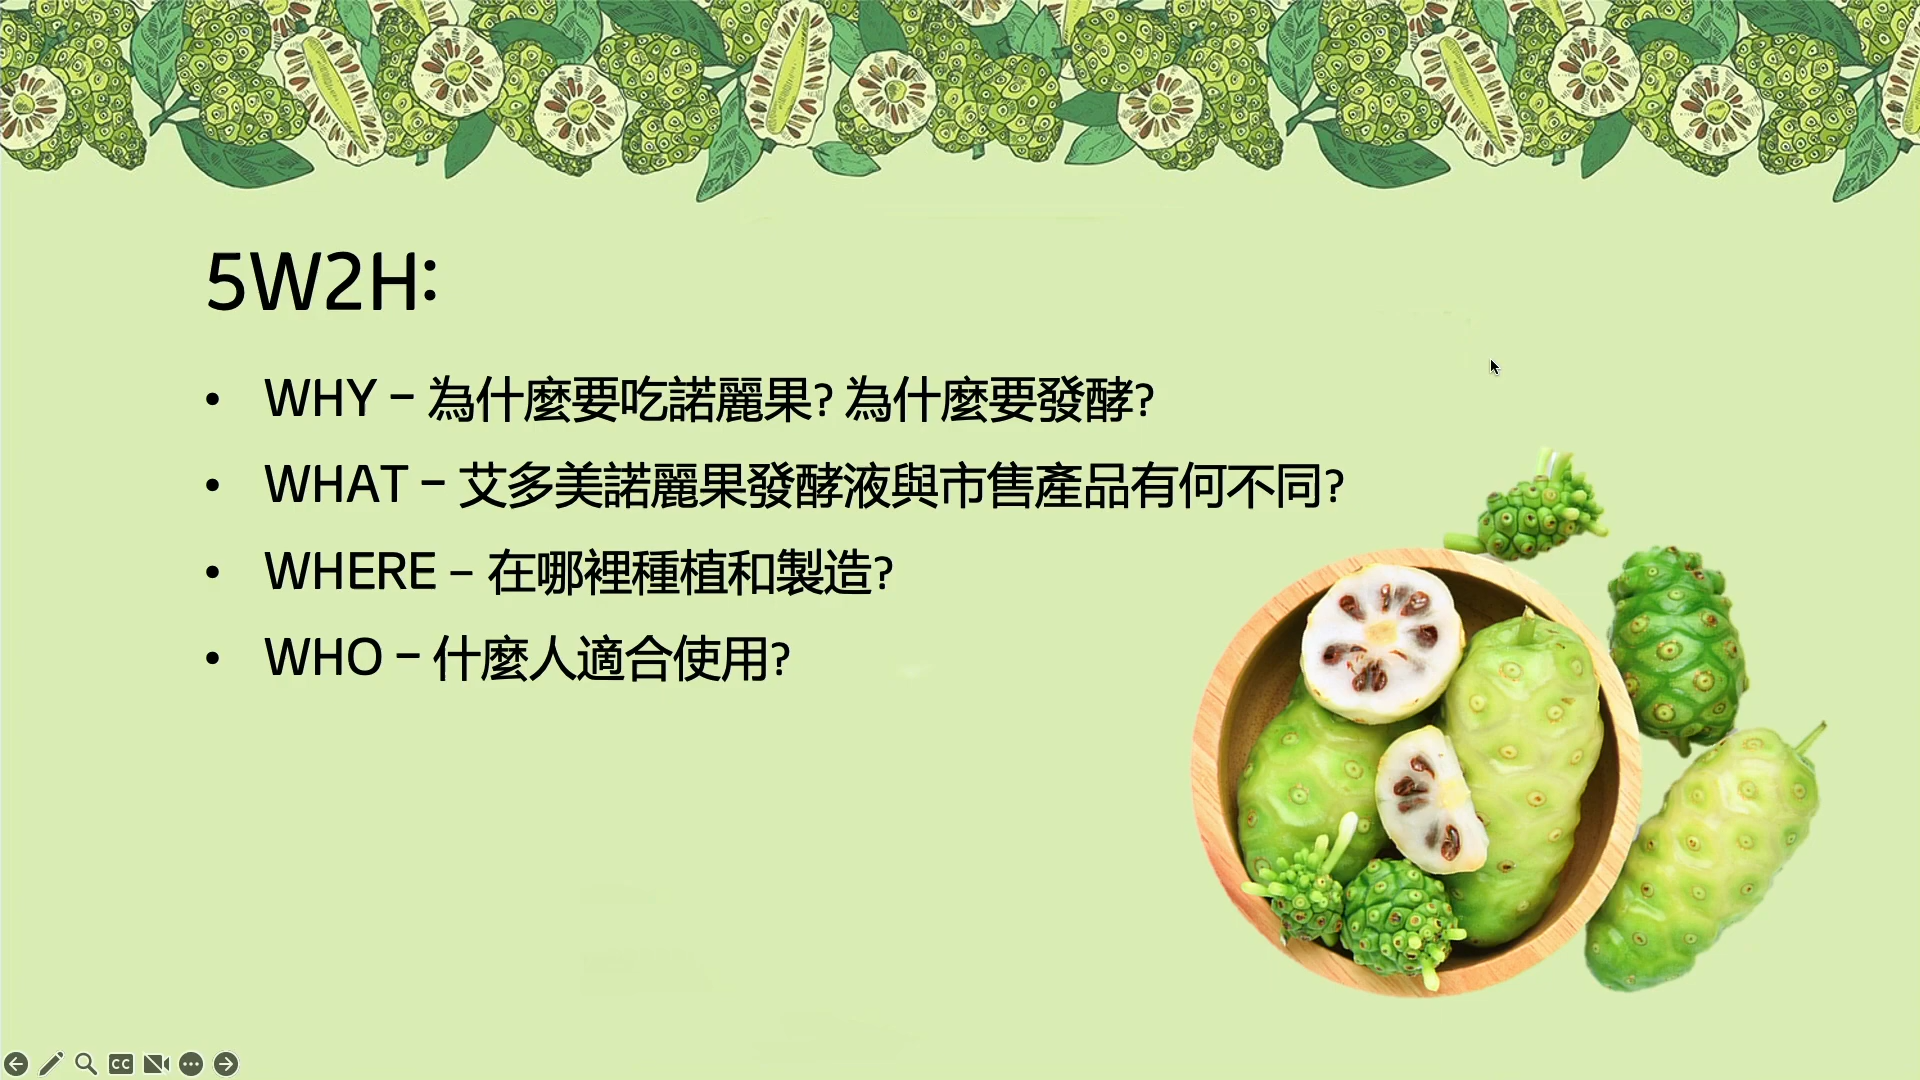 5W2H:
• WHY – 為什麼要吃諾麗果? 為什麼要發酵?
• WHAT – 艾多美諾麗果發酵液與市售產品有何不同?
• WHERE – 在哪裡種植和製造?
• WHO – 什麼人適合使用?
CC